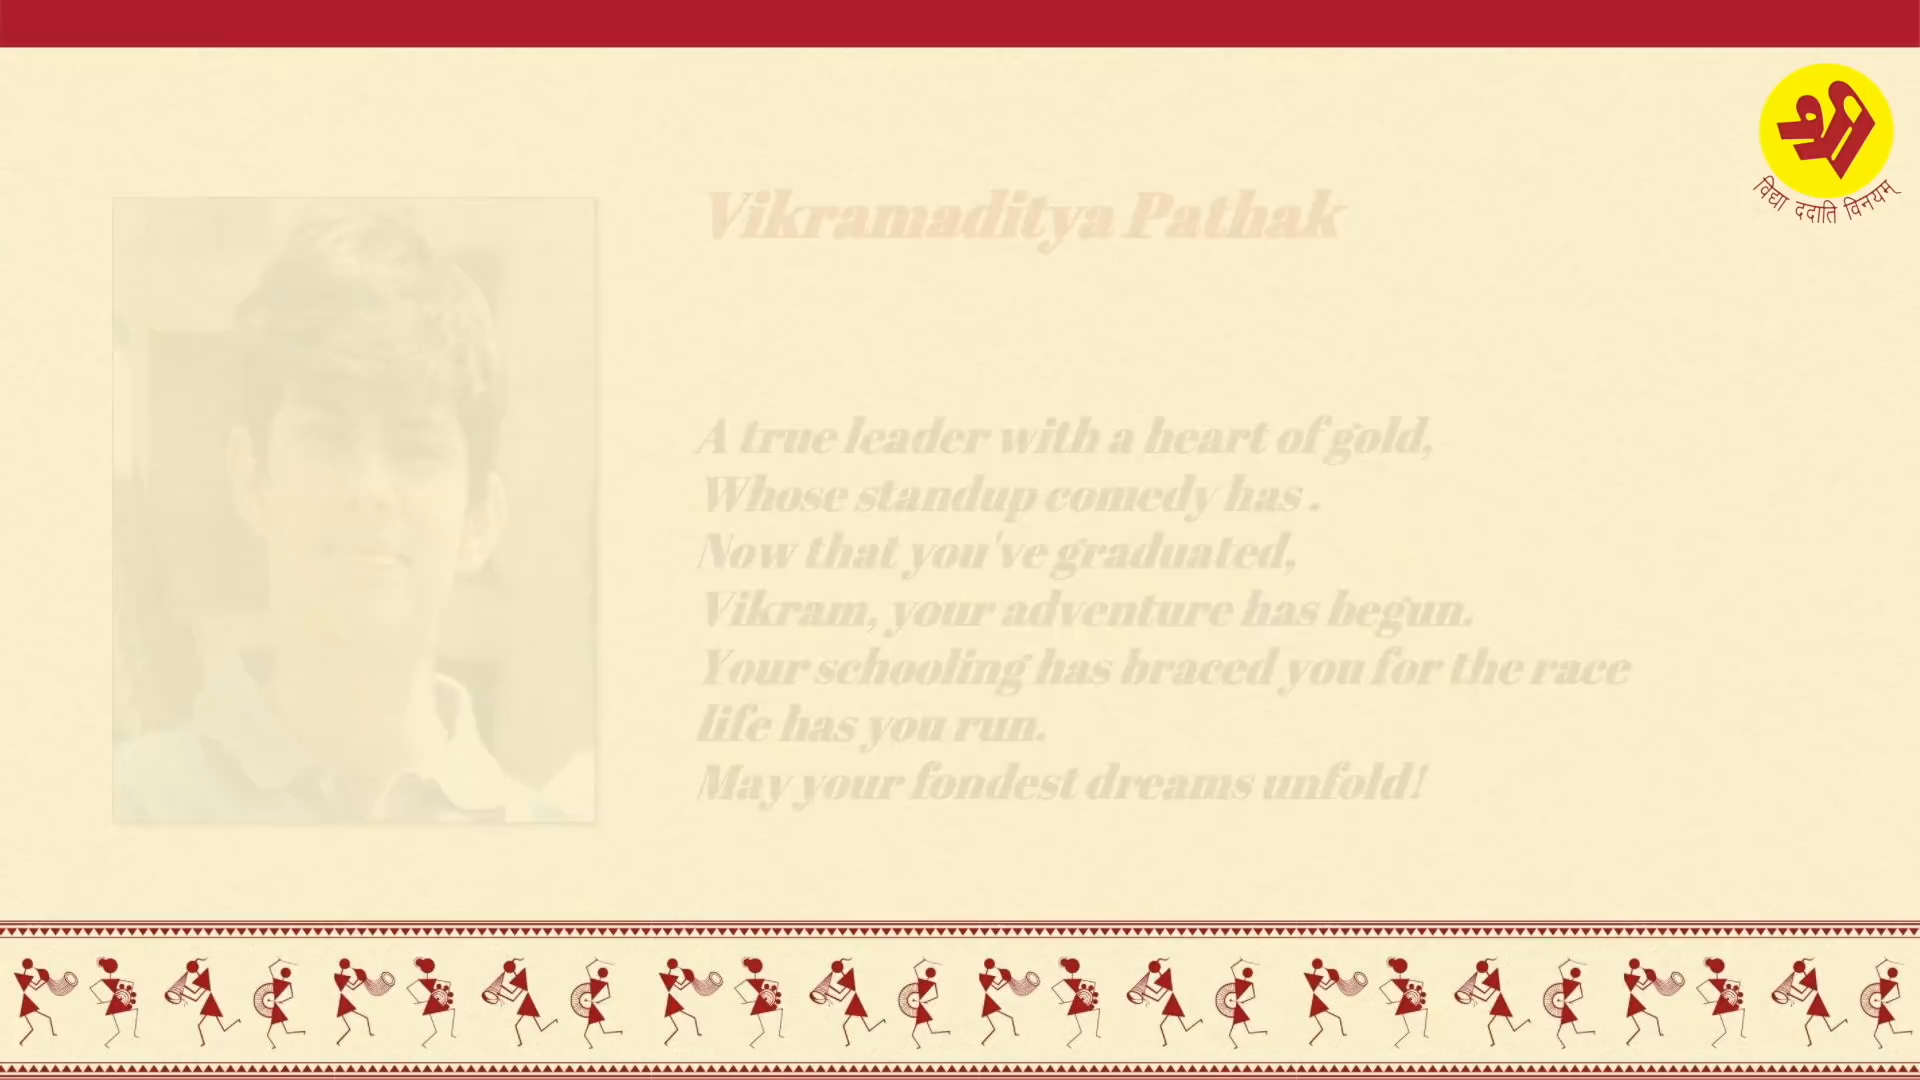 विद्या ददाति विनयम्
Vikramaditya Pathak
A true leader with a heart of gold,
Whose standup comedy has .
Now that you've graduated,
Vikram, your adventure has begun.
Your schooling has braced you for the race
life has you run.
May your fondest dreams unfold!